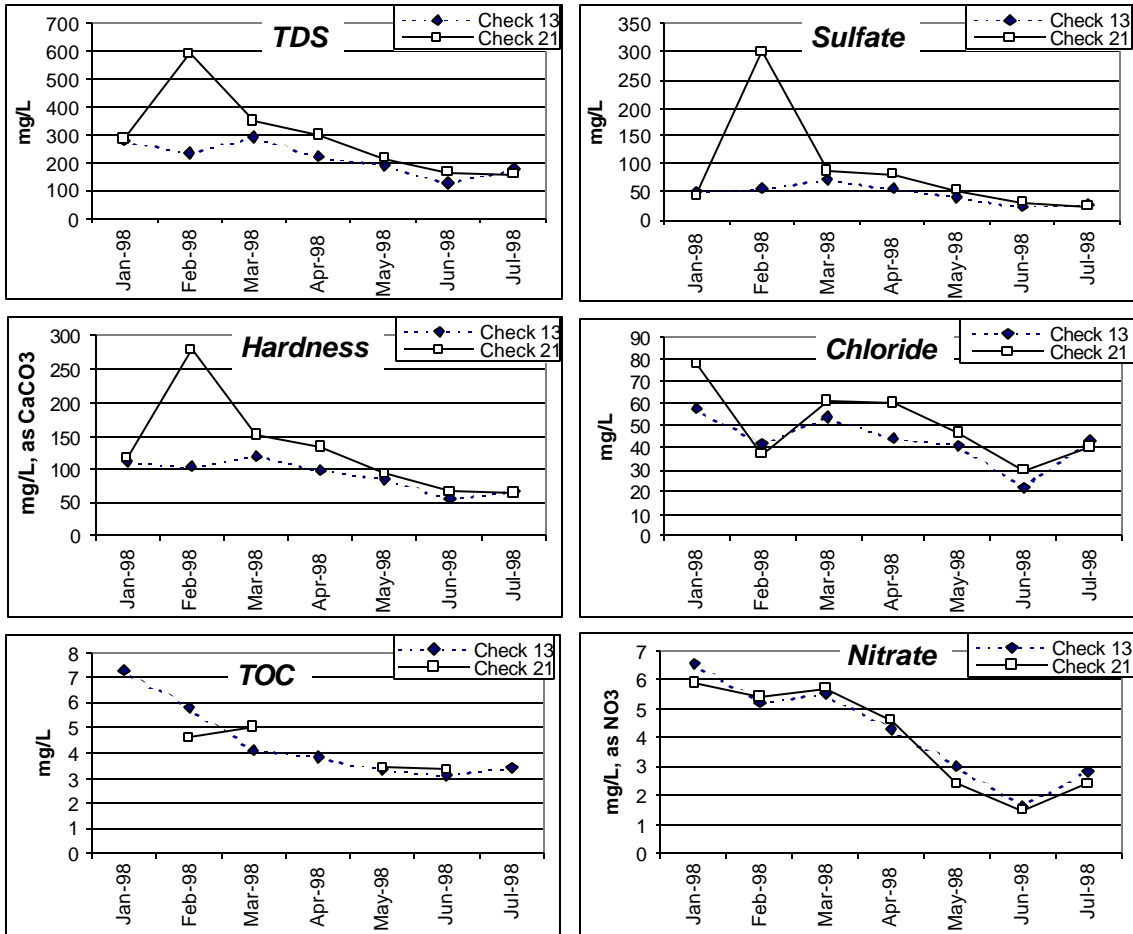 TDS
Check 13
Check 21
mg/L
700
600
500
400
300
200
100
0
Jan-98
Feb-98
Mar-98
Apr-98
May-98
Jun-98
Jul-98
Sulfate
Check 13
Check 21
mg/L
350
300
250
200
150
100
50
0
Jan-98
Feb-98
Mar-98
Apr-98
May-98
Jun-98
Jul-98
Hardness
Check 13
Check 21
mg/L, as CaCO3
300
250
200
150
100
50
0
Jan-98
Feb-98
Mar-98
Apr-98
May-98
Jun-98
Jul-98
Chloride
Check 13
Check 21
mg/L
90
80
70
60
50
40
30
20
10
0
Jan-98
Feb-98
Mar-98
Apr-98
May-98
Jun-98
Jul-98
TOC
Check 13
Check 21
mg/L
8
7
6
5
4
3
2
1
0
Jan-98
Feb-98
Mar-98
Apr-98
May-98
Jun-98
Jul-98
Nitrate
Check 13
Check 21
mg/L, as NO3
7
6
5
4
3
2
1
0
Jan-98
Feb-98
Mar-98
Apr-98
May-98
Jun-98
Jul-98